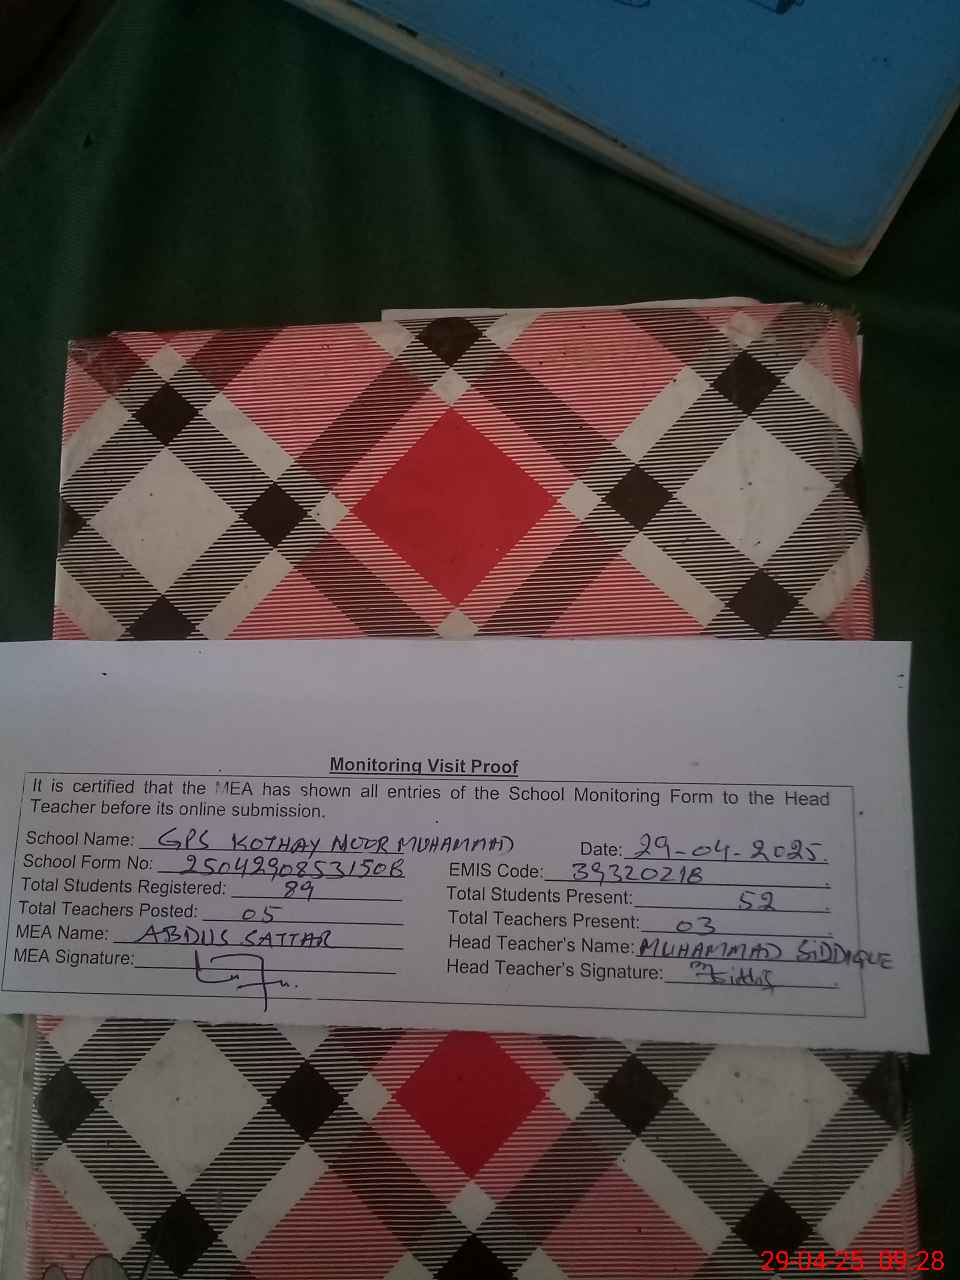 Monitoring Visit Proof
It is certified that the MEA has shown all entries of the School Monitoring Form to the Head
Teacher before its online submission.
School Name: GPS KOTHAY NOOR MUHAMMAD Date: 29-04-2025.
School Form No: 2504290853150B EMIS Code: 39320218
Total Students Registered: 89 Total Students Present: 52
Total Teachers Posted: 05 Total Teachers Present: 03
MEA Name: ABDUS SATTAR Head Teacher's Name: MUHAMMAD SIDDIQUE
MEA Signature: Head Teacher's Signature:
29-04-25 09:28